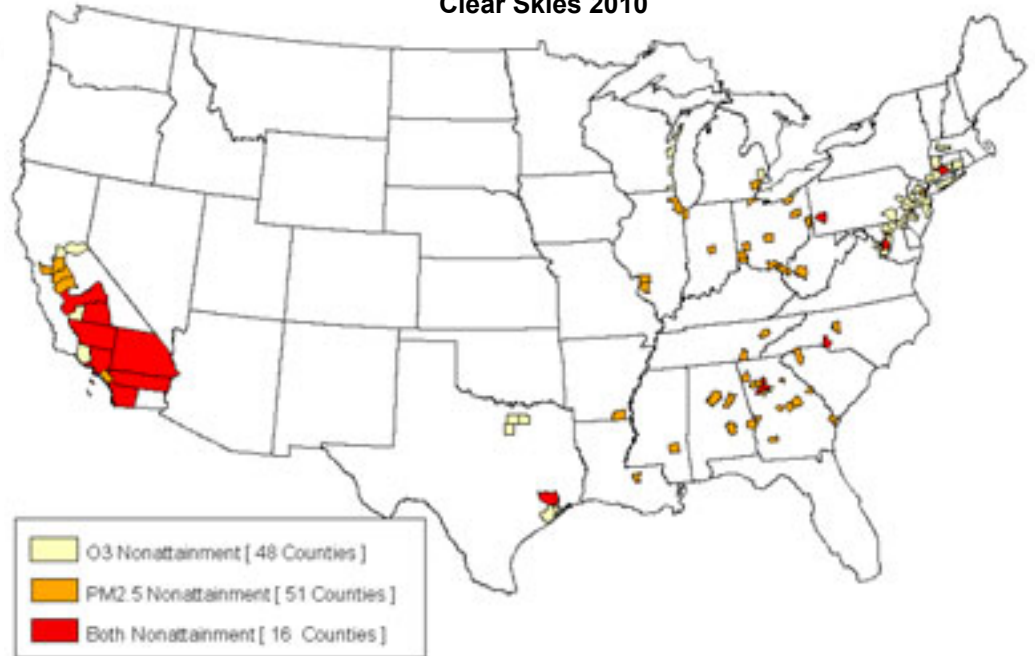 Clear Skies 2010
O3 Nonattainment [ 48 Counties ]
PM2.5 Nonattainment [ 51 Counties ]
Both Nonattainment [ 16 Counties ]